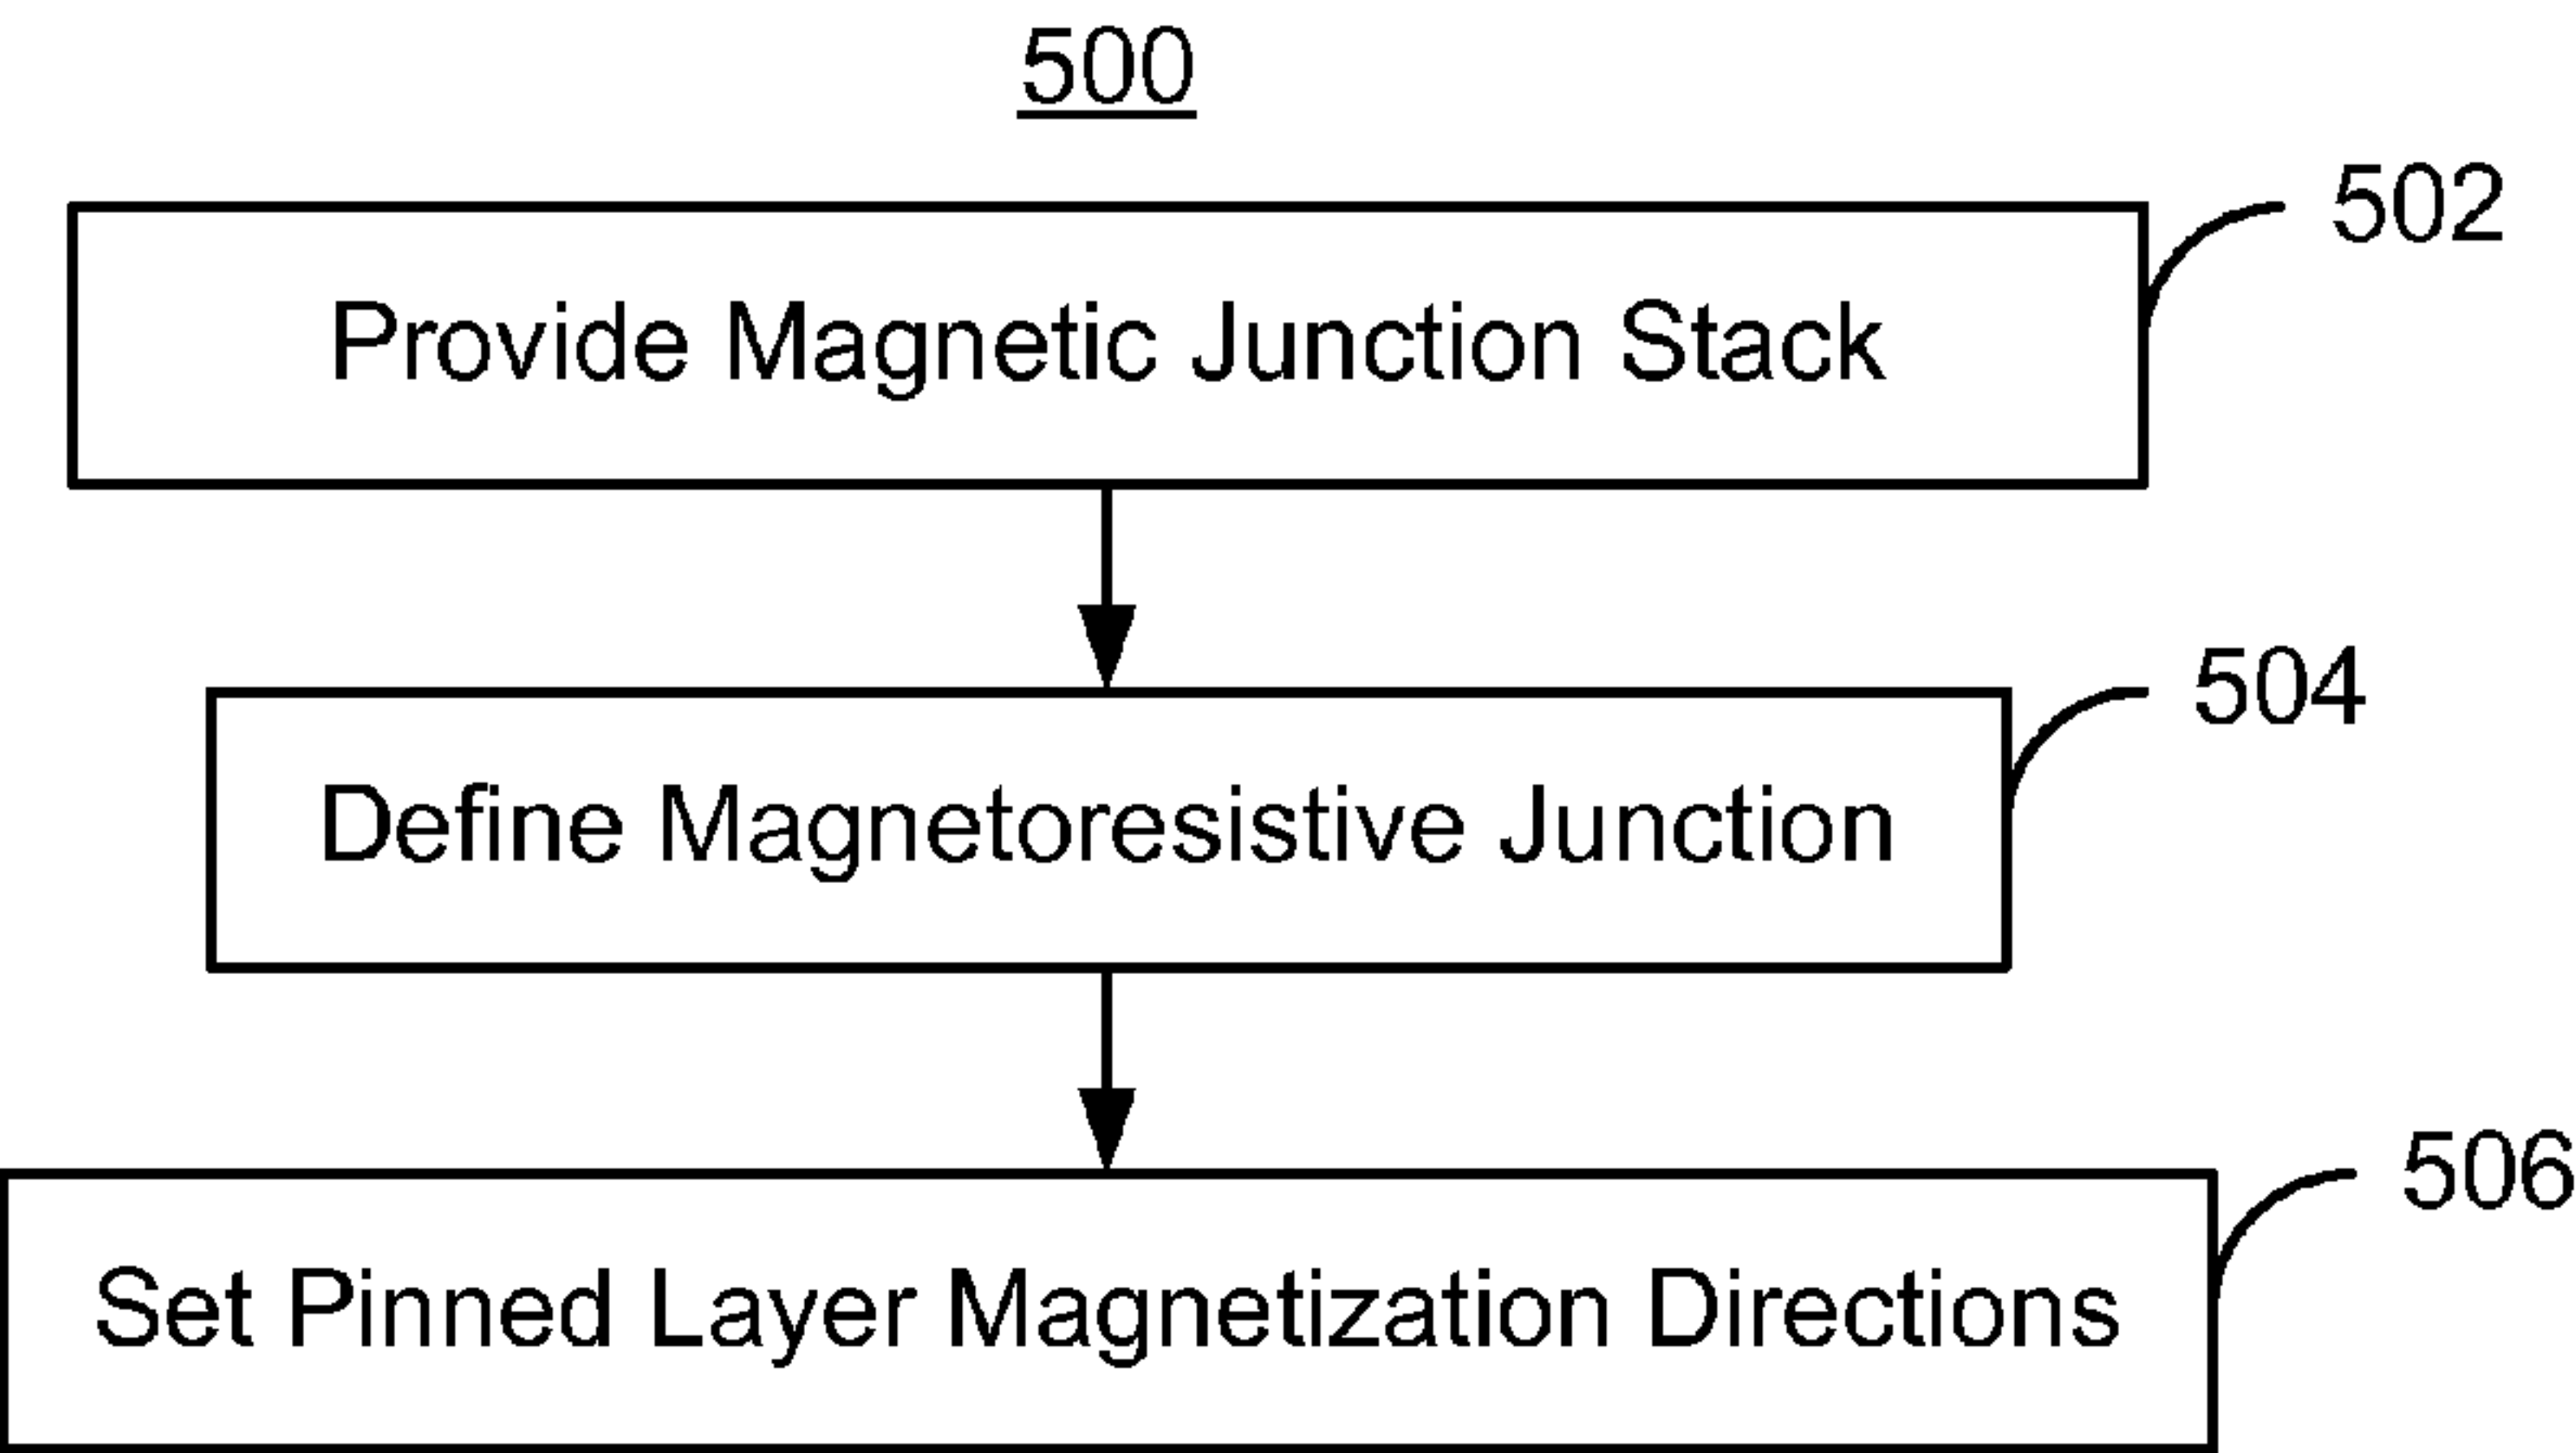 500
502
Provide Magnetic Junction Stack
504
Define Magnetoresistive Junction
506
Set Pinned Layer Magnetization Directions